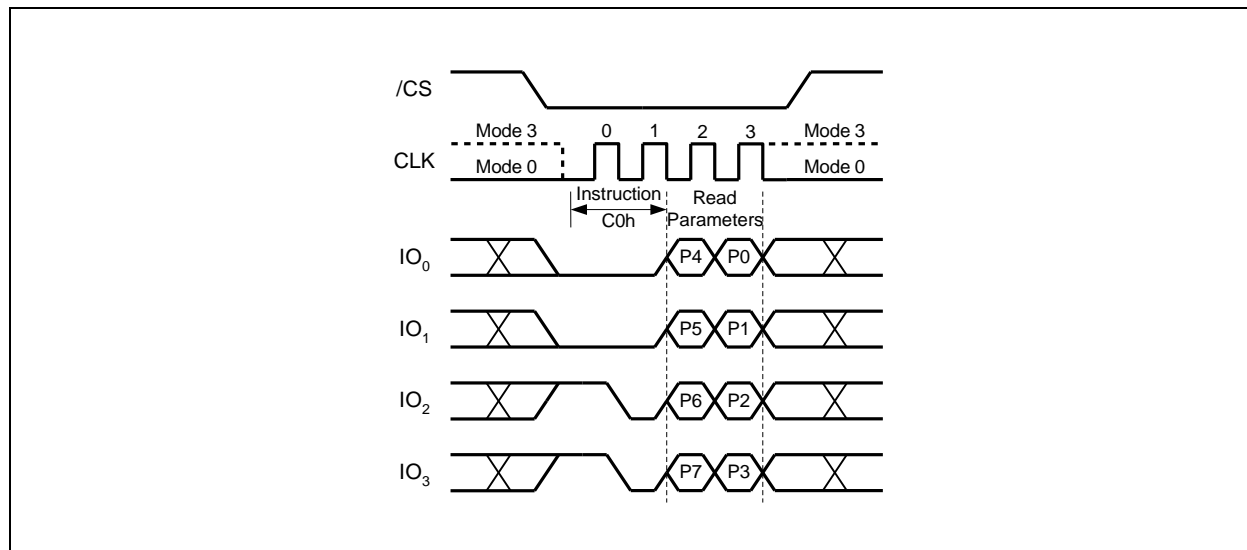 /CS
Mode 3 0 1 2 3 Mode 3
CLK
Mode 0 Mode 0
Instruction Read
C0h Parameters
IO0 P4 P0
IO1 P5 P1
IO2 P6 P2
IO3 P7 P3